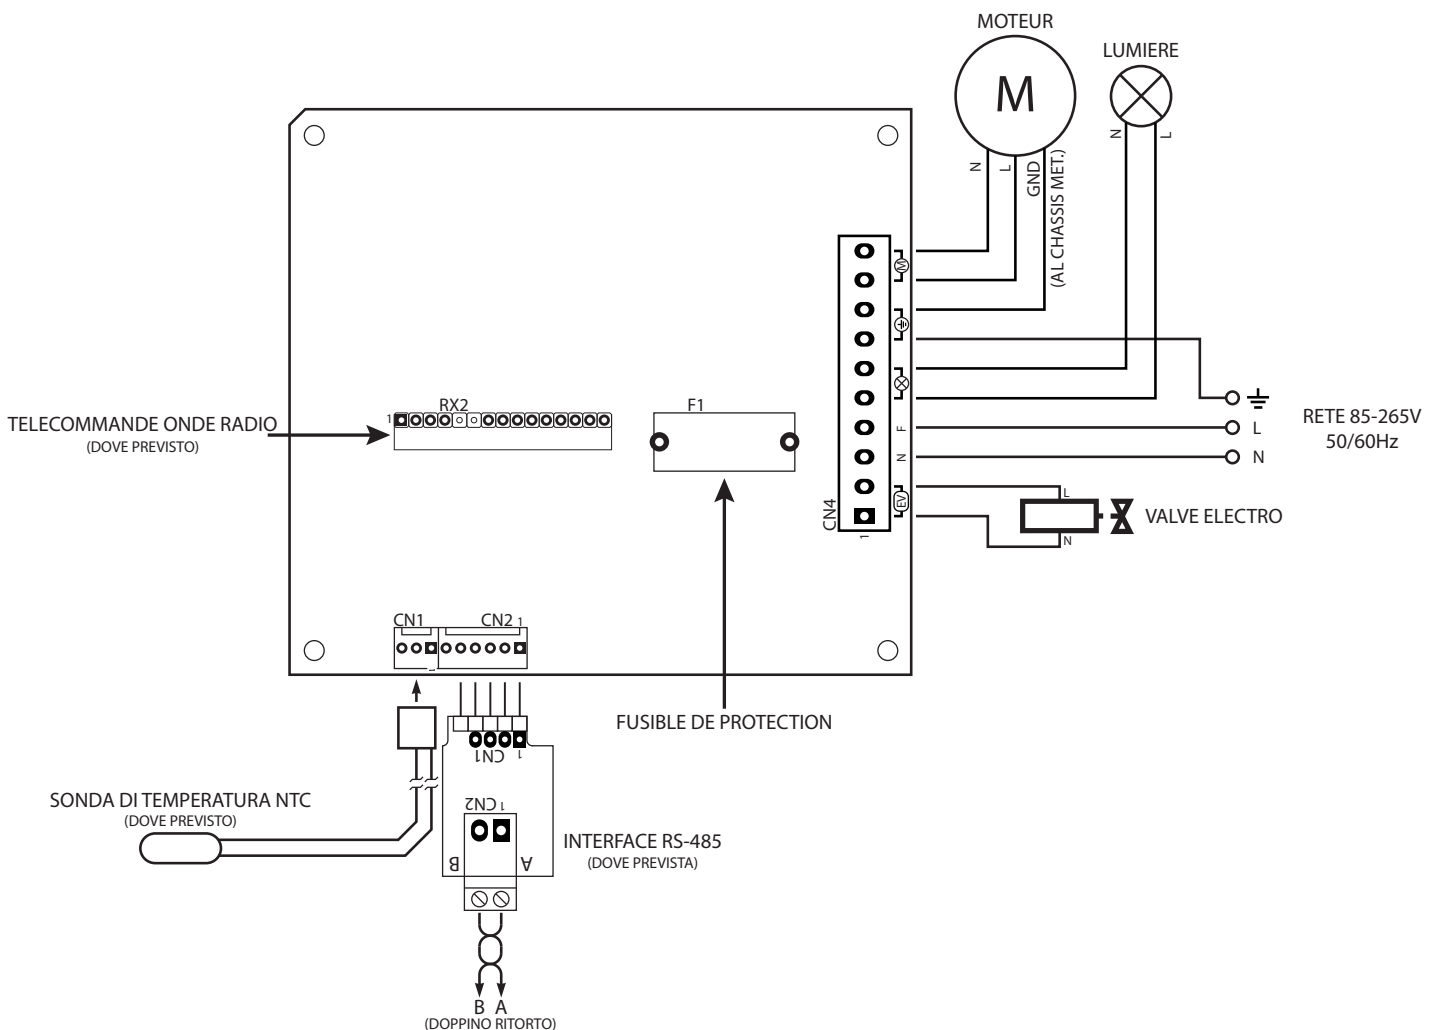 MOTEUR
LUMIERE
M
N
L
GND
(AL CHASSIS MET.)
N
L
M
RX2
1
TELECOMMANDE ONDE RADIO
(DOVE PREVISTO)
F1
F
N
EV
CN4
1
RETE 85-265V
50/60Hz
L
N
L
N
VALVE ELECTRO
CN1
CN2 1
1
FUSIBLE DE PROTECTION
CN1
1
SONDA DI TEMPERATURA NTC
(DOVE PREVISTO)
1 CN2
INTERFACE RS-485
(DOVE PREVISTA)
B
A
B A
(DOPPINO RITORTO)